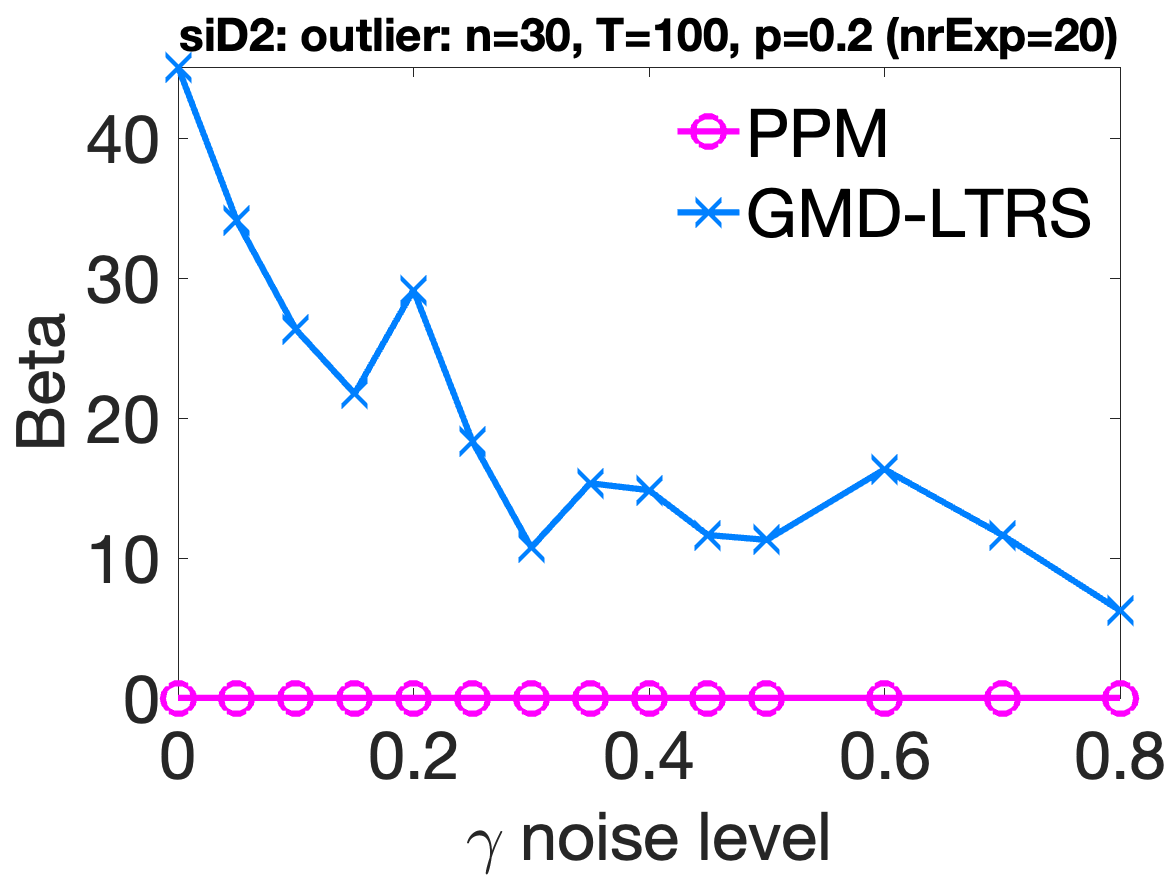 siD2: outlier: n=30, T=100, p=0.2 (nrExp=20)
PPM
GMD-LTRS
Beta
40
30
20
10
0
0 0.2 0.4 0.6 0.8
γ noise level